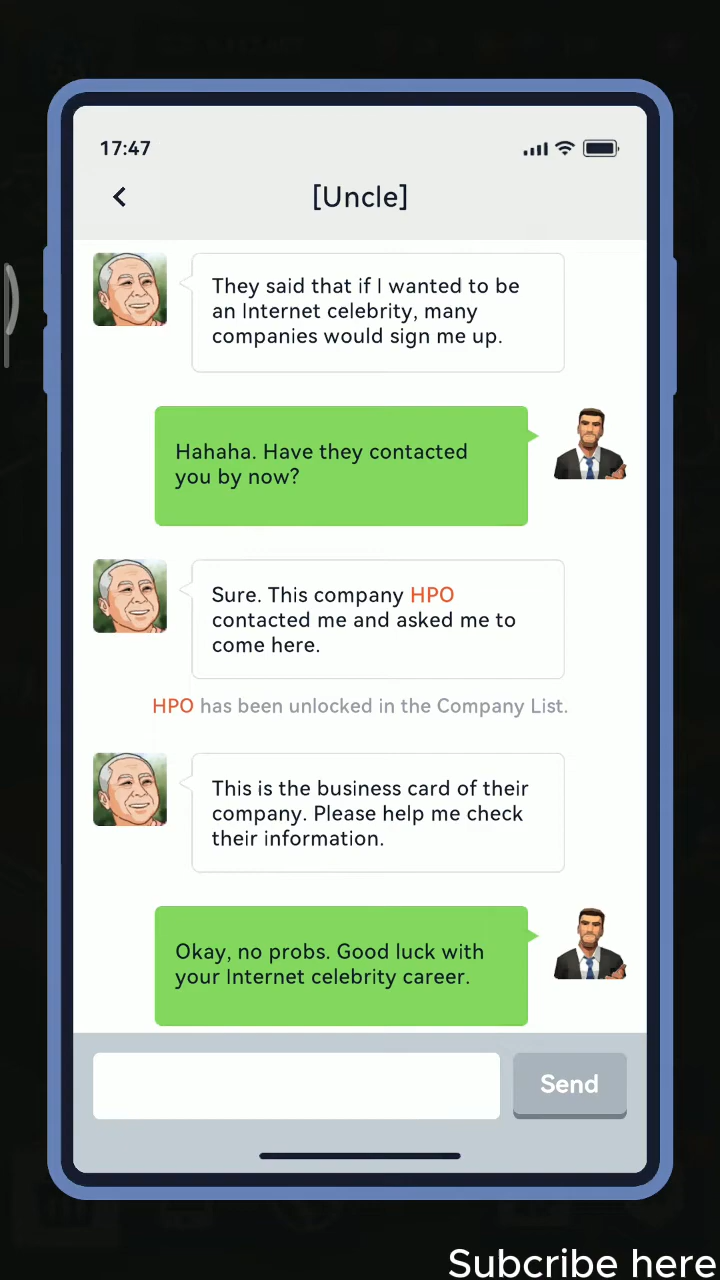 17:47
[Uncle]
They said that if I wanted to be
an Internet celebrity, many
companies would sign me up.
Hahaha. Have they contacted
you by now?
Sure. This company HPO
contacted me and asked me to
come here.
HPO has been unlocked in the Company List.
This is the business card of their
company. Please help me check
their information.
Okay, no probs. Good luck with
your Internet celebrity career.
Send
Subcribe here